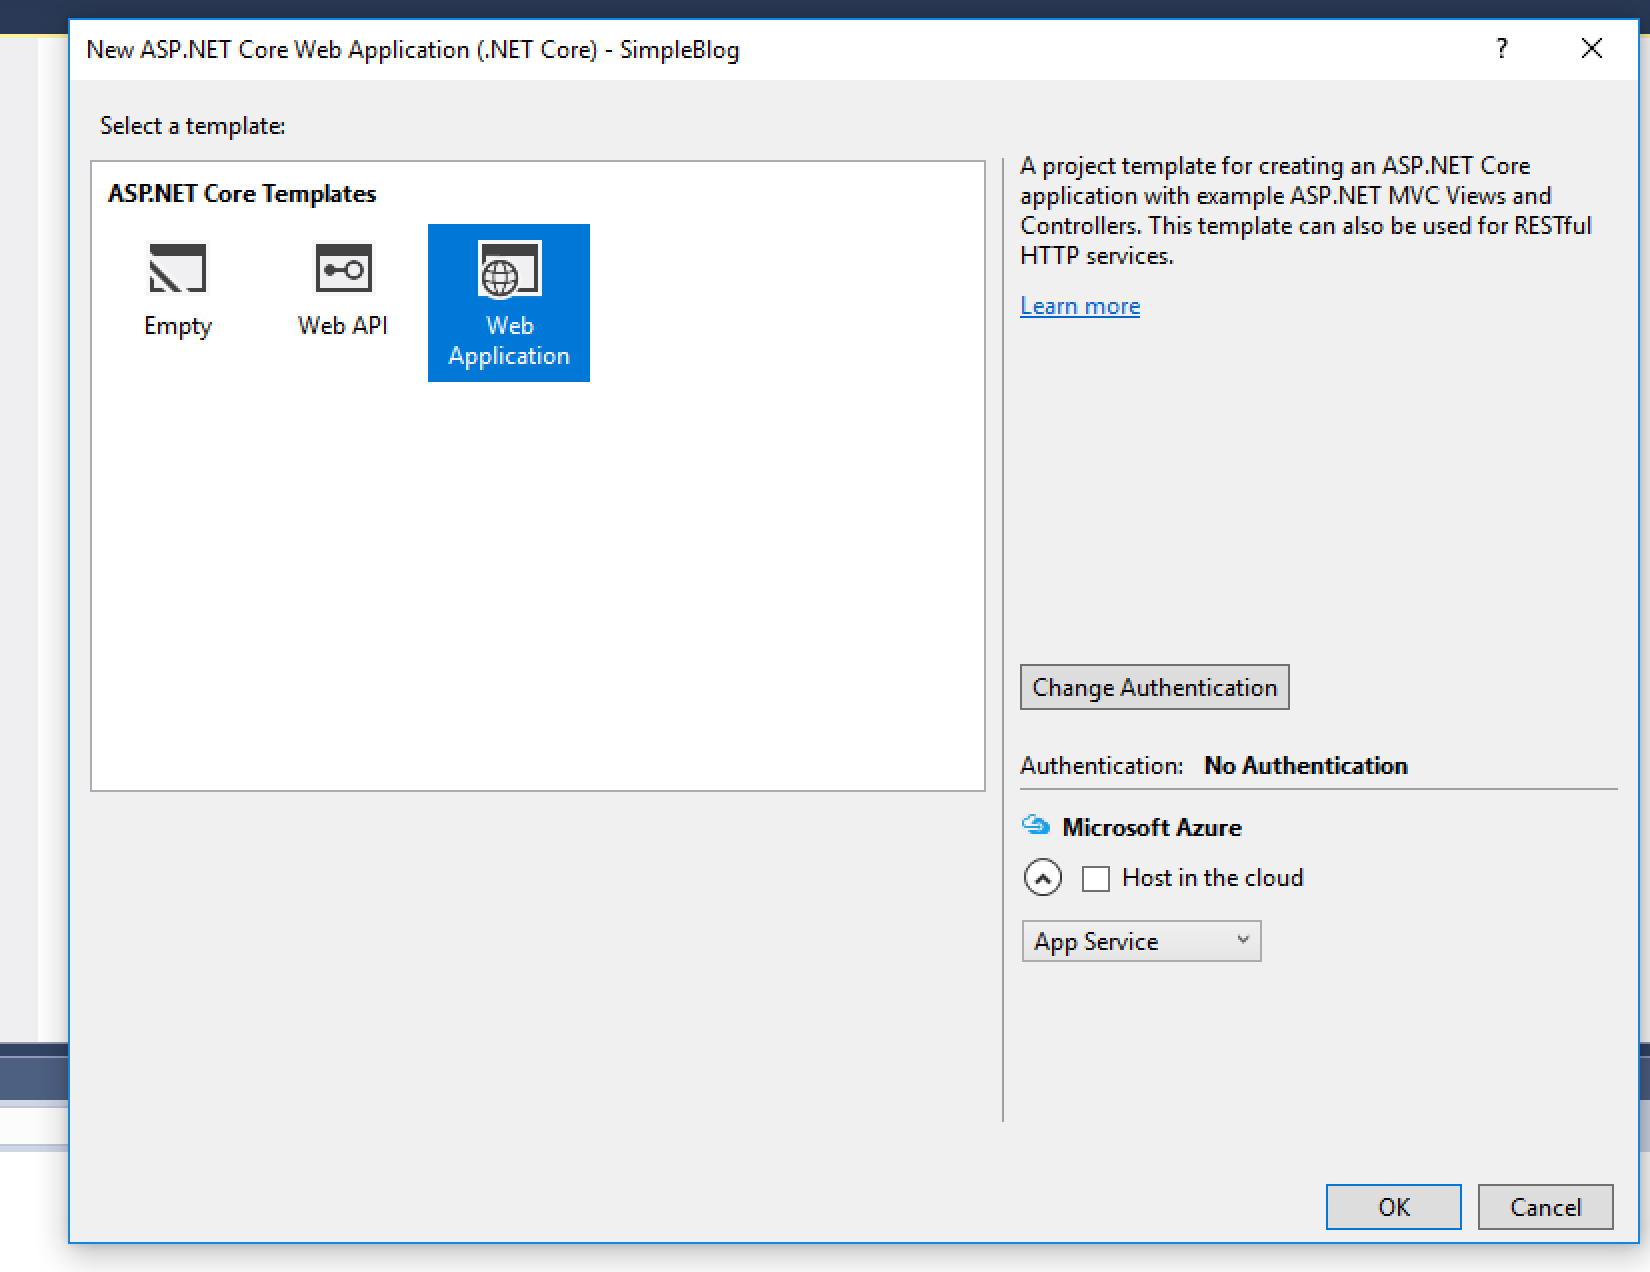 New ASP.NET Core Web Application (.NET Core) - SimpleBlog
?
Select a template:
ASP.NET Core Templates
Empty
Web API
Web
Application
A project template for creating an ASP.NET Core
application with example ASP.NET MVC Views and
Controllers. This template can also be used for RESTful
HTTP services.
Learn more
Change Authentication
Authentication: No Authentication
Microsoft Azure
Host in the cloud
App Service
OK
Cancel